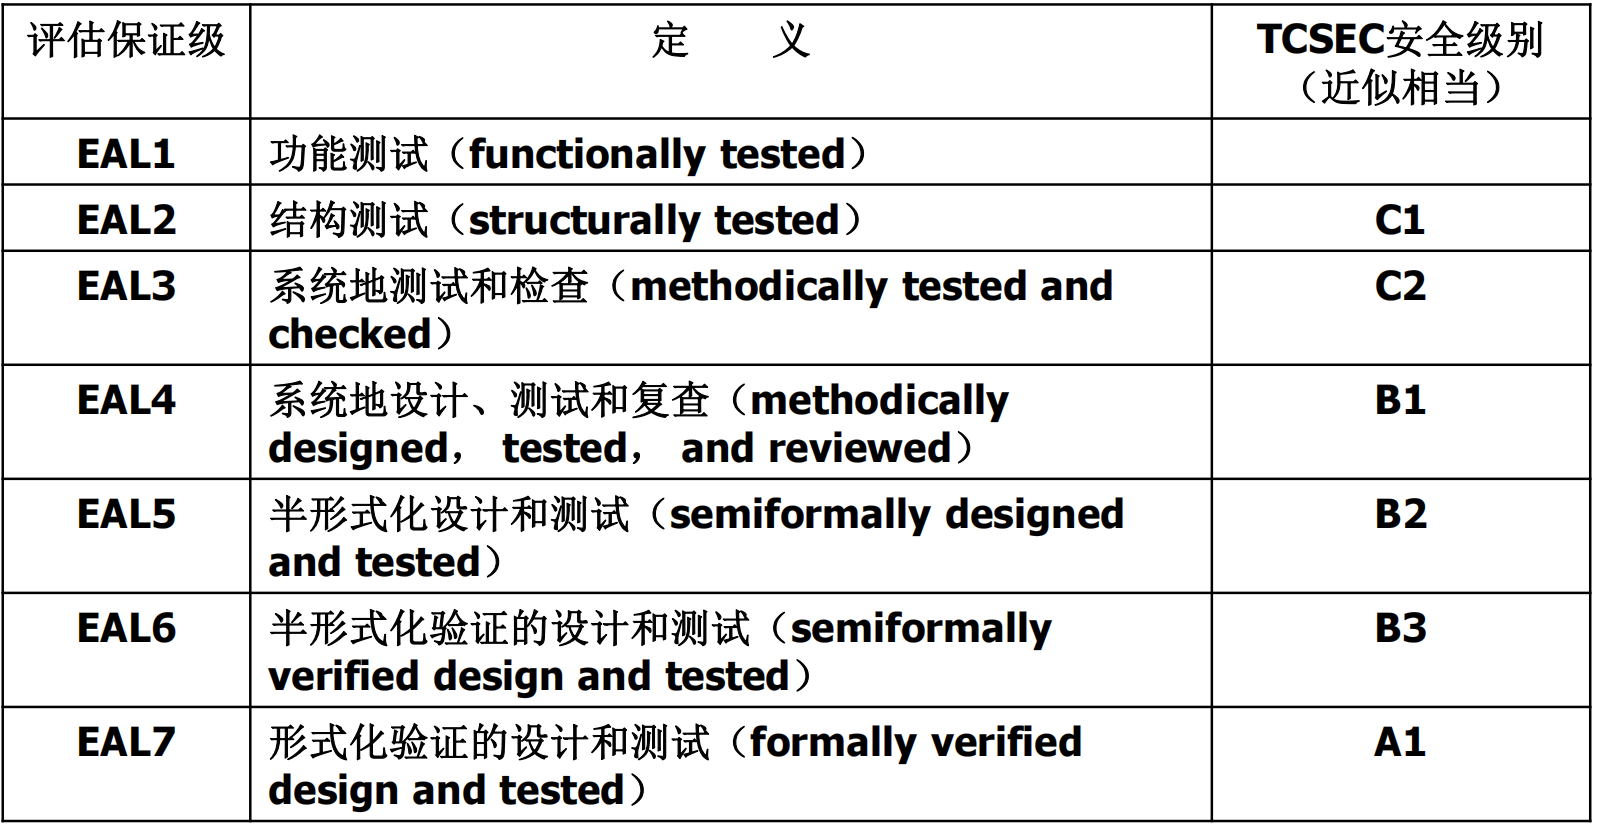 评估保证级 定 义 TCSEC安全级别
（近似相当）
EAL1 功能测试（functionally tested）
EAL2 结构测试（structurally tested） C1
EAL3 系统地测试和检查（methodically tested and C2
checked）
EAL4 系统地设计、测试和复查（methodically B1
designed， tested， and reviewed）
EAL5 半形式化设计和测试（semiformally designed B2
and tested）
EAL6 半形式化验证的设计和测试（semiformally B3
verified design and tested）
EAL7 形式化验证的设计和测试（formally verified A1
design and tested）